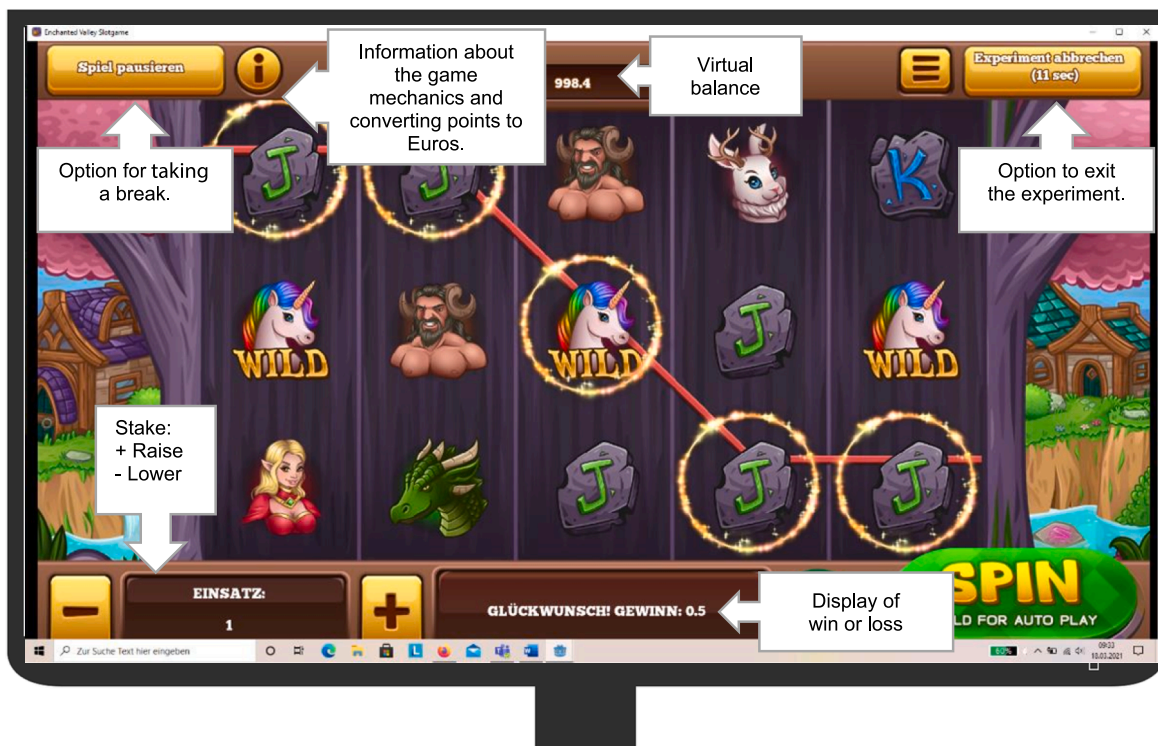 Enchanted Valley Slotgame
Spiel pausieren
i
Information about
the game
mechanics and
converting points to
Euros.
998.4
Virtual
balance
Experiment abbrechen
(11 sec)
Option for taking
a break.
Option to exit
the experiment.
J
J
K
WILD
WILD
J
WILD
Stake:
+ Raise
- Lower
J
J
J
EINSATZ:
1
GLÜCKWUNSCH! GEWINN: 0.5
Display of
win or loss
SPIN
LD FOR AUTO PLAY
Zur Suche Text hier eingeben
60%
09:33
18.03.2021